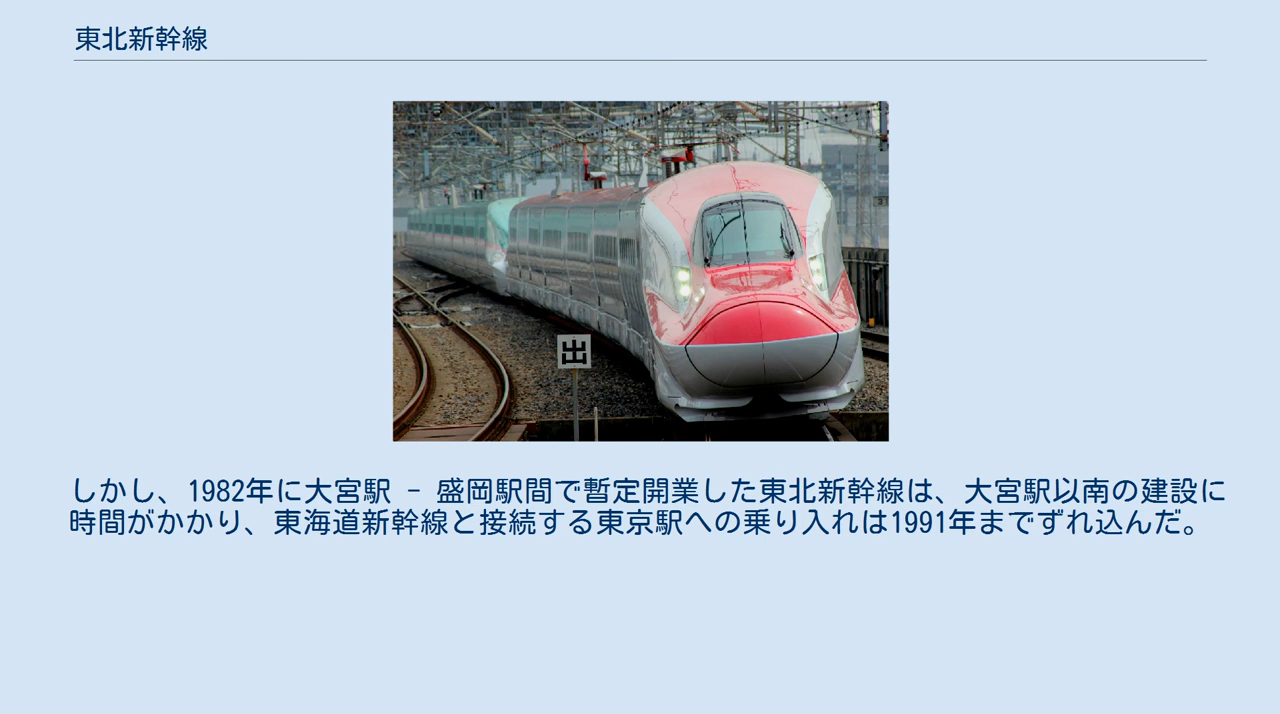 東北新幹線
出
しかし、1982年に大宮駅 - 盛岡駅間で暫定開業した東北新幹線は、大宮駅以南の建設に
時間がかかり、東海道新幹線と接続する東京駅への乗り入れは1991年までずれ込んだ。